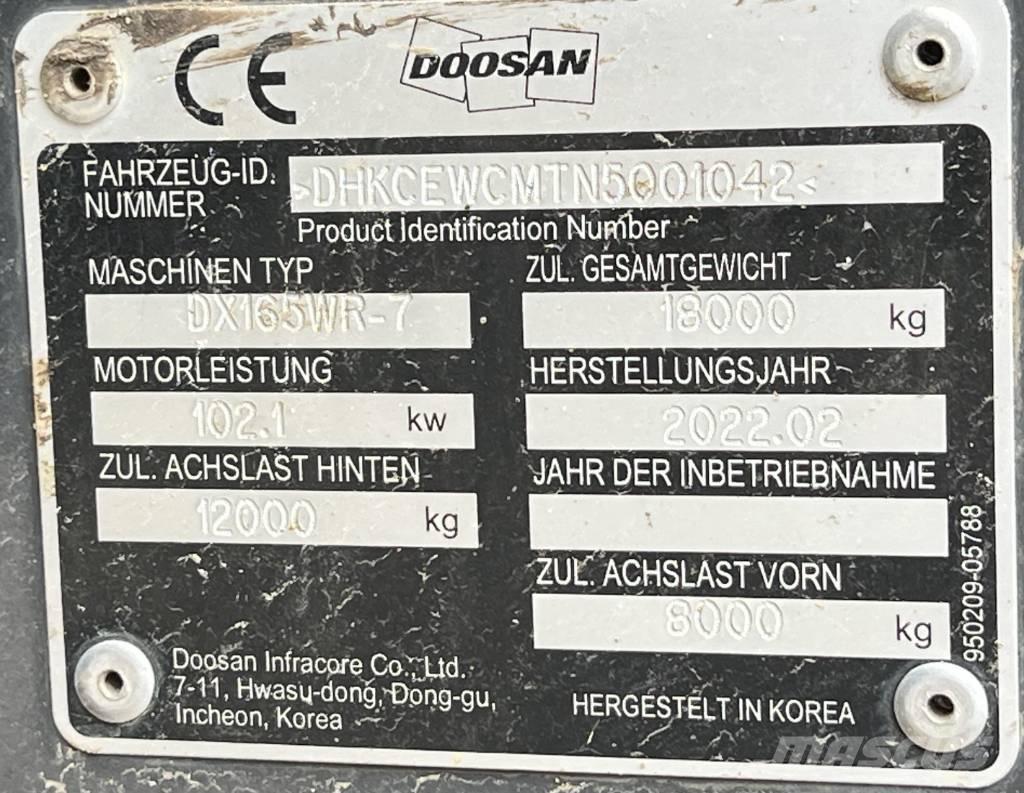 CE DOOSAN
FAHRZEUG-ID. >DHKCEWCMTN5001042<
NUMMER
Product Identification Number
MASCHINEN TYP ZUL. GESAMTGEWICHT
DX165WR-7 18000 kg
MOTORLEISTUNG HERSTELLUNGSJAHR
102.1 kw 2022.02
ZUL. ACHSLAST HINTEN JAHR DER INBETRIEBNAHME
12000 kg
ZUL. ACHSLAST VORN
8000 kg
950209-05788
Doosan Infracore Co., Ltd.
7-11, Hwasu-dong, Dong-gu,
Incheon, Korea
HERGESTELT IN KOREA
MASCUS